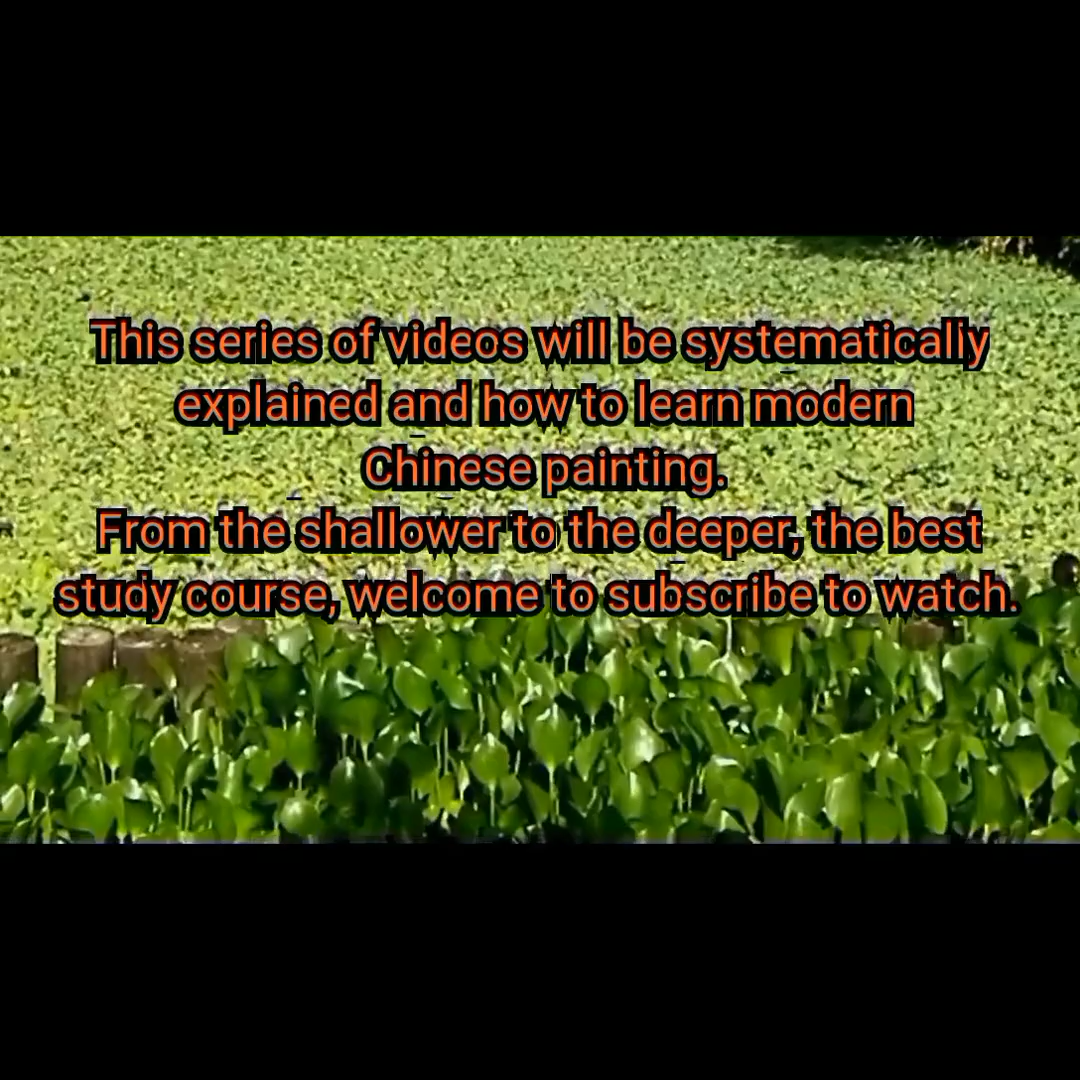 This series of videos will be systematically
explained and how to learn modern
Chinese painting.
From the shallower to the deeper, the best
study course, welcome to subscribe to watch.